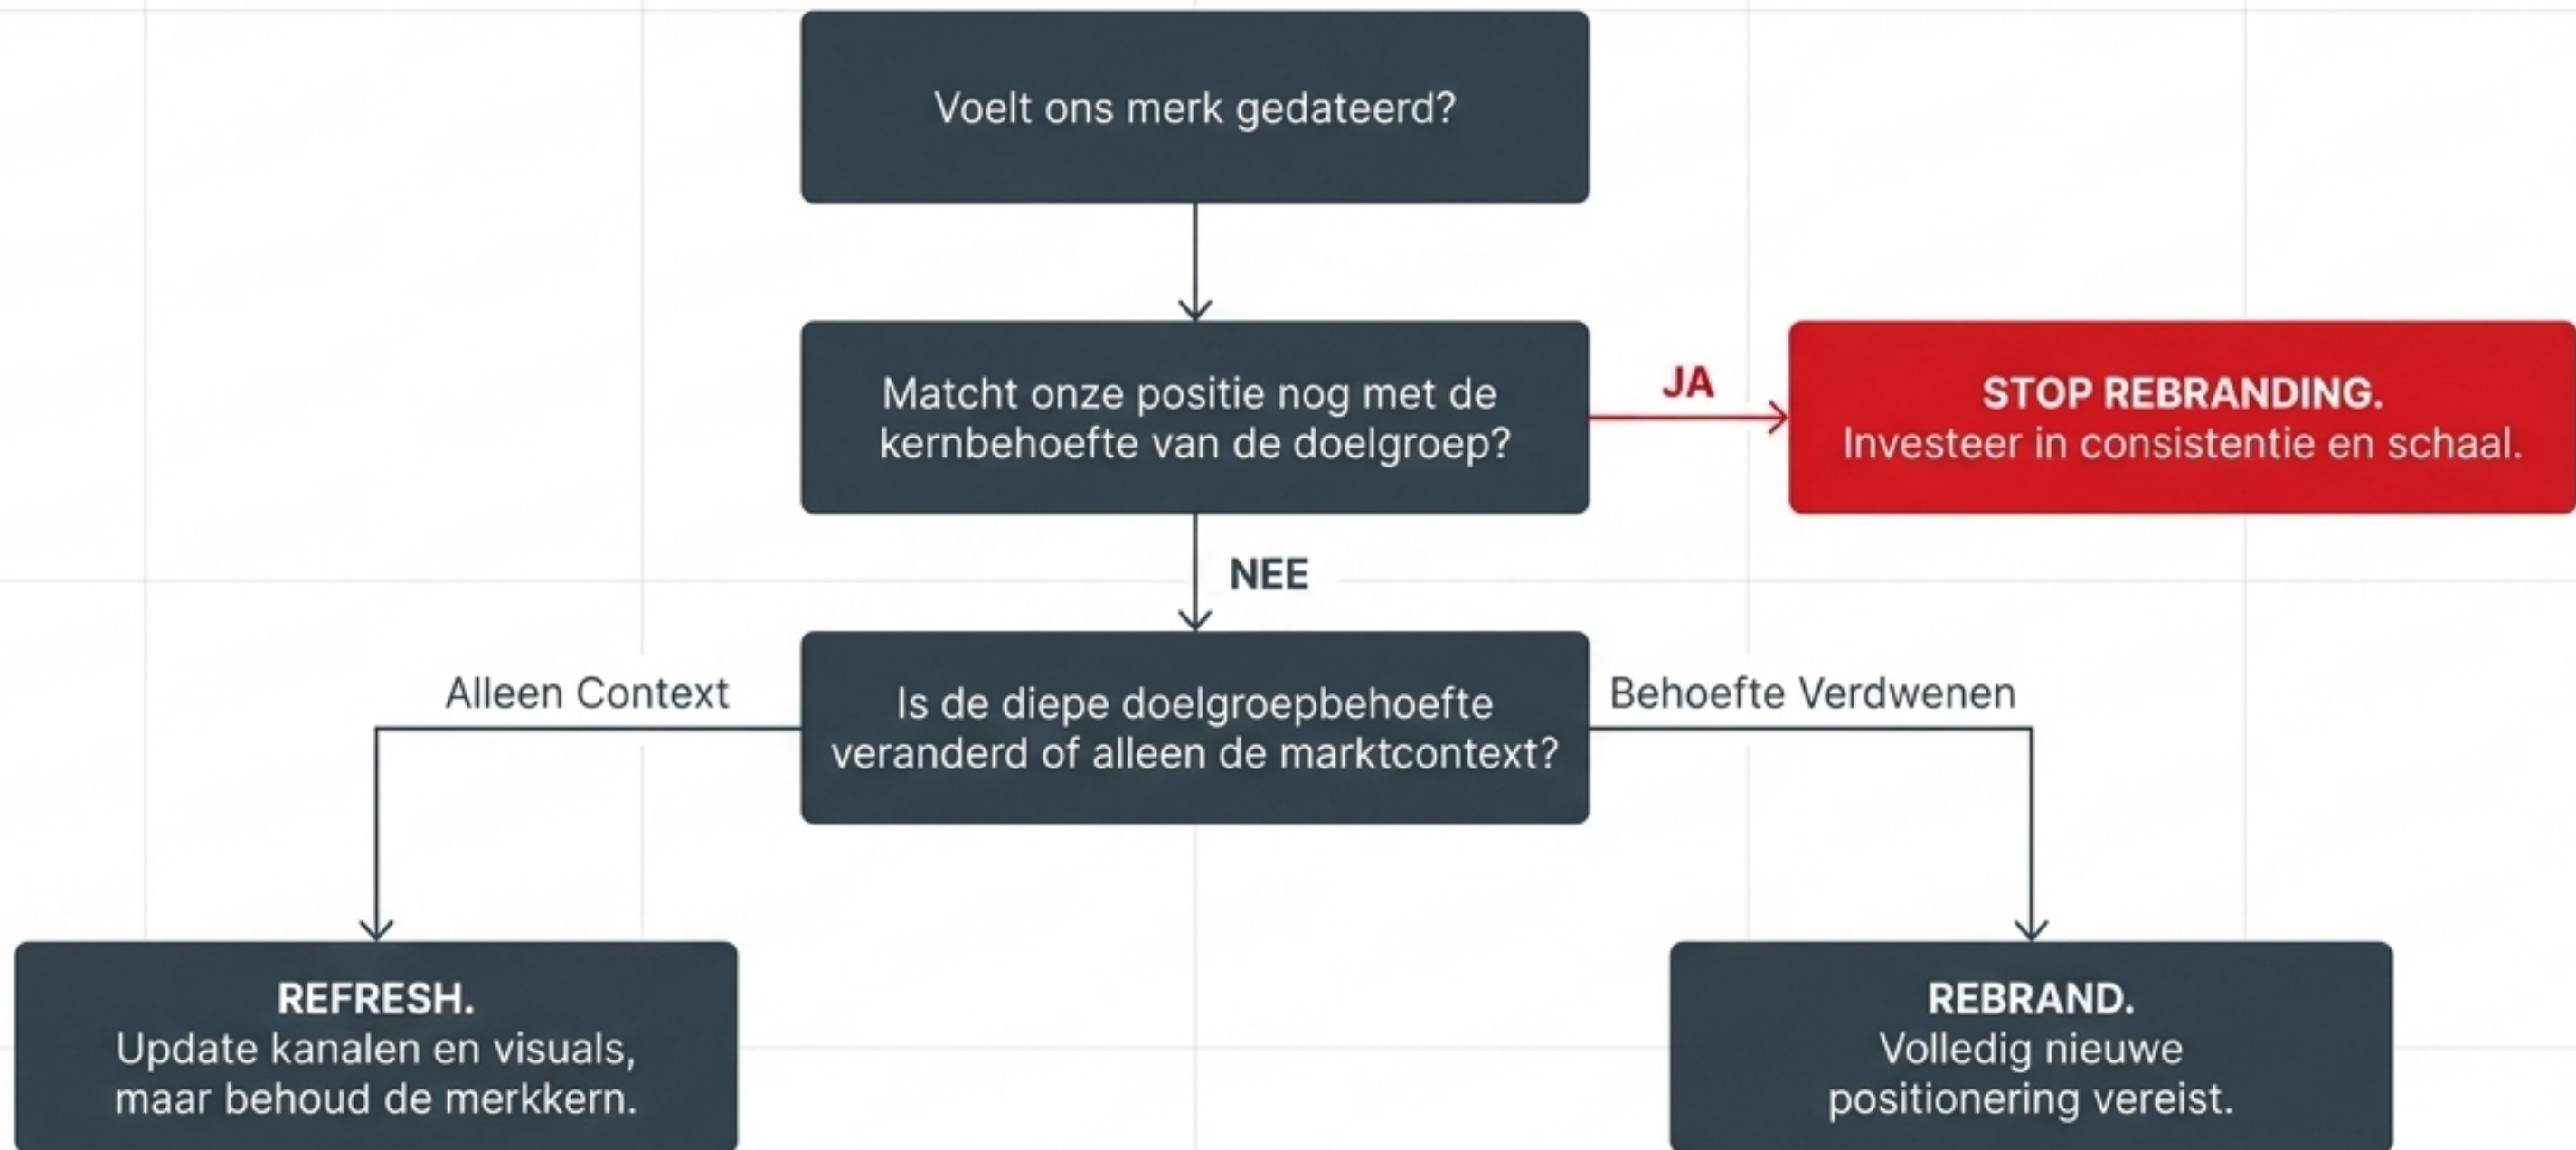 Voelt ons merk gedateerd?
Matcht onze positie nog met de
kernbehoefte van de doelgroep?
JA
STOP REBRANDING.
Investeer in consistentie en schaal.
NEE
Alleen Context
Is de diepe doelgroepbehoefte
veranderd of alleen de marktcontext?
Behoefte Verdwenen
REFRESH.
Update kanalen en visuals,
maar behoud de merkkern.
REBRAND.
Volledig nieuwe
positionering vereist.